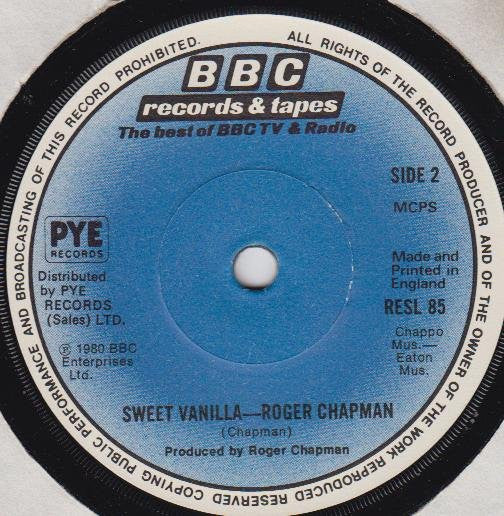 ALL RIGHTS OF THE RECORD PRODUCER AND OF THE OWNER OF THE WORK REPRODUCED RESERVED COPYING PUBLIC PERFORMANCE AND BROADCASTING OF THIS RECORD PROHIBITED.
BBC
records & tapes
The best of BBC TV & Radio
SIDE 2
MCPS
PYE
RECORDS
Distributed
by PYE
RECORDS
(Sales) LTD.
℗ 1980 BBC
Enterprises
Ltd.
Made and
Printed in
England
RESL 85
Chappo
Mus.—
Eaton
Mus.
SWEET VANILLA—ROGER CHAPMAN
(Chapman)
Produced by Roger Chapman